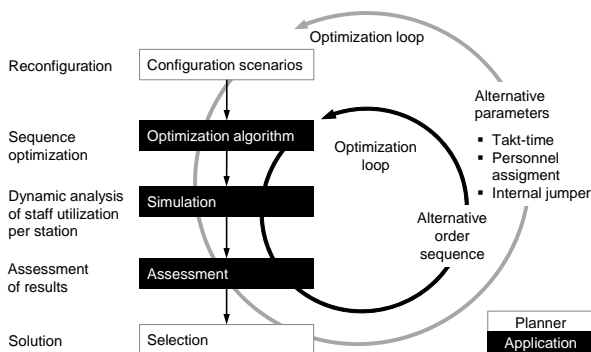 Optimization loop
Reconfiguration
Configuration scenarios
Alternative
parameters
▪ Takt-time
▪ Personnel
assigment
▪ Internal jumper
Sequence
optimization
Optimization algorithm
Optimization
loop
Dynamic analysis
of staff utilization
per station
Simulation
Alternative
order
sequence
Assessment
of results
Assessment
Solution
Selection
Planner
Application